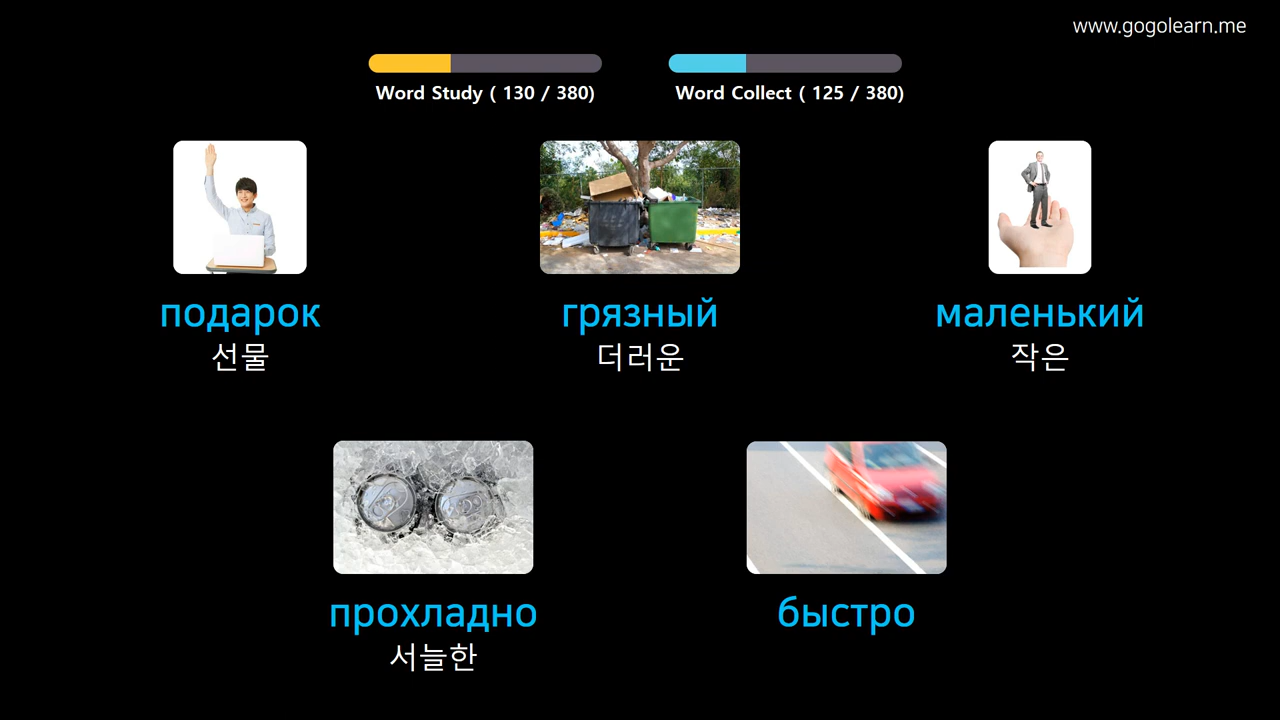 www.gogolearn.me
Word Study ( 130 / 380)
Word Collect ( 125 / 380)
подарок
선물
грязный
더러운
маленький
작은
прохладно
서늘한
быстро